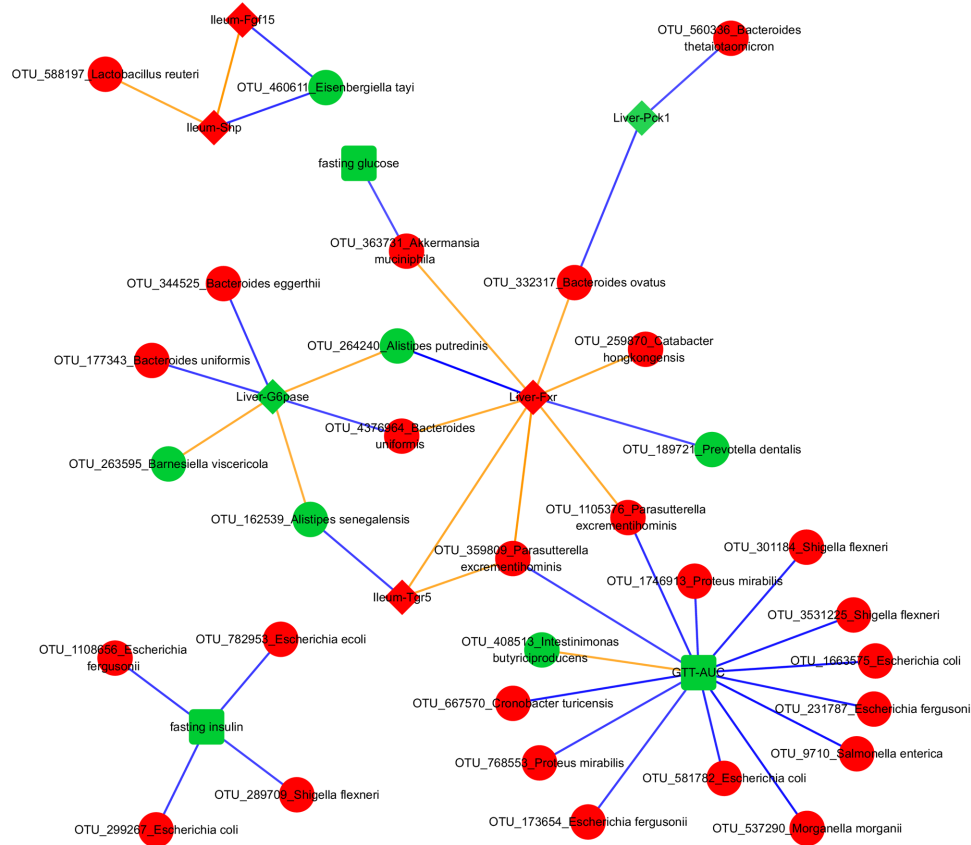 Ileum-Fgf15
OTU_560336_Bacteroides
thetaiotaomicron
OTU_588197_Lactobacillus reuteri
OTU_460611_Eisenbergiella tayi
Ileum-Shp
Liver-Pck1
fasting glucose
OTU_363731_Akkermansia
muciniphila
OTU_344525_Bacteroides eggerthii
OTU_332317_Bacteroides ovatus
OTU_264240_Alistipes putredinis
OTU_259870_Catabacter
hongkongensis
OTU_177343_Bacteroides uniformis
Liver-G6pase
Liver-Fxr
OTU_4376964_Bacteroides
uniformis
OTU_189721_Prevotella dentalis
OTU_263595_Barnesiella viscericola
OTU_162539_Alistipes senegalensis
OTU_1105376_Parasutterella
excrementihominis
OTU_359809_Parasutterella
excrementihominis
OTU_301184_Shigella flexneri
OTU_1746913_Proteus mirabilis
Ileum-Tgr5
OTU_3531225_Shigella flexneri
OTU_782953_Escherichia ecoli
OTU_408513_Intestinimonas
butyriciproducens
OTU_1108656_Escherichia
fergusonii
OTU_1663575_Escherichia coli
GTT-AUC
OTU_667570_Cronobacter turicensis
OTU_231787_Escherichia fergusoni
fasting insulin
OTU_9710_Salmonella enterica
OTU_768553_Proteus mirabilis
OTU_581782_Escherichia coli
OTU_289709_Shigella flexneri
OTU_173654_Escherichia fergusonii
OTU_537290_Morganella morganii
OTU_299267_Escherichia coli